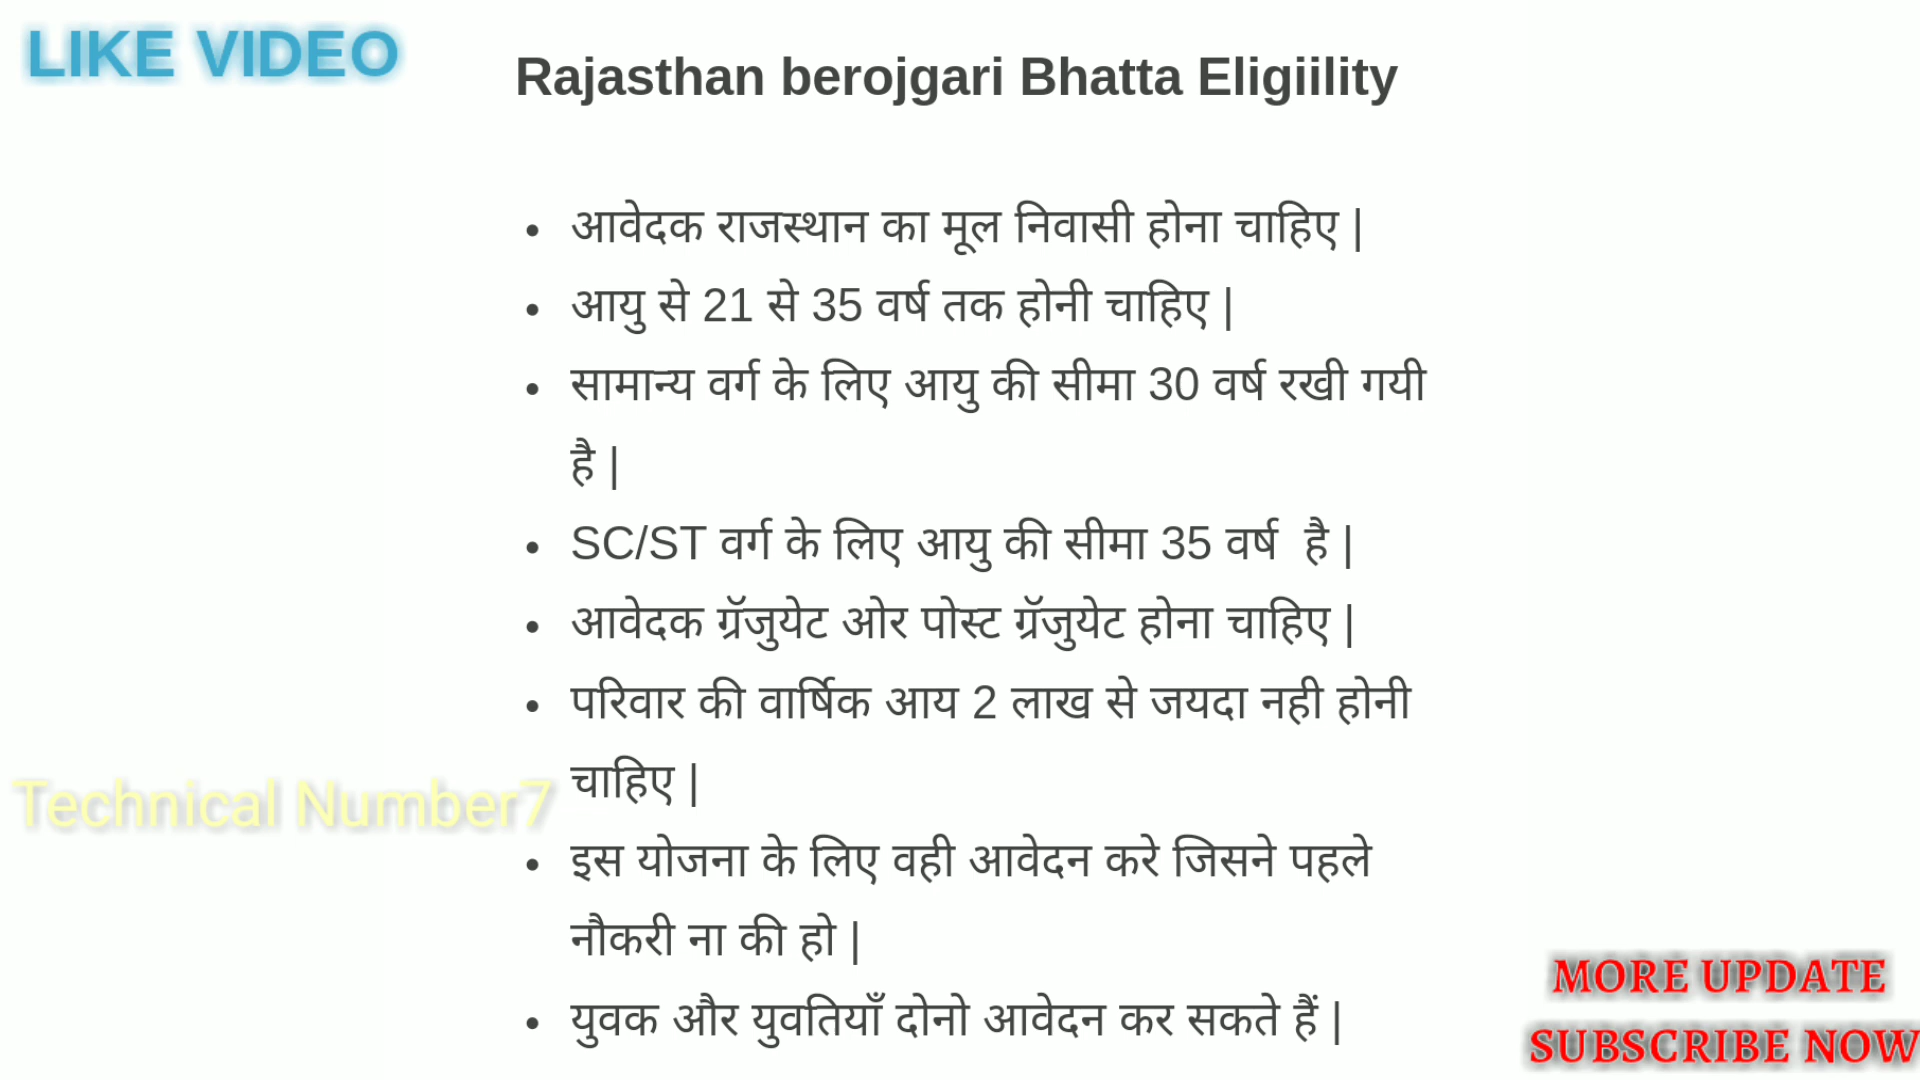 LIKE VIDEO
Rajasthan berojgari Bhatta Eligiility
• आवेदक राजस्थान का मूल निवासी होना चाहिए |
• आयु से 21 से 35 वर्ष तक होनी चाहिए |
• सामान्य वर्ग के लिए आयु की सीमा 30 वर्ष रखी गयी
है |
• SC/ST वर्ग के लिए आयु की सीमा 35 वर्ष है |
• आवेदक ग्रॅजुयेट ओर पोस्ट ग्रॅजुयेट होना चाहिए |
• परिवार की वार्षिक आय 2 लाख से जयदा नही होनी
चाहिए |
Technical Number7
• इस योजना के लिए वही आवेदन करे जिसने पहले
नौकरी ना की हो |
• युवक और युवतियाँ दोनो आवेदन कर सकते हैं |
MORE UPDATE
SUBSCRIBE NOW